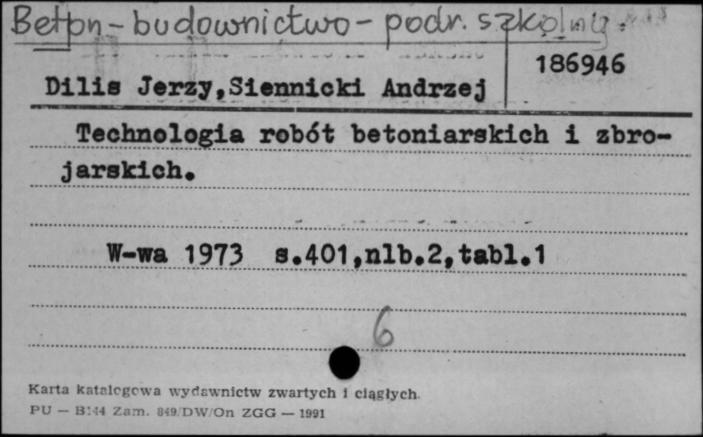 Beton - budownictwo - podr. szkolny.
186946
Dilis Jerzy,Siennicki Andrzej
Technologia robót betoniarskich i zbro-
jarskich.
W-wa 1973 s.401,nlb.2,tabl.1
6
Karta katalogowa wydawnictw zwartych i ciągłych.
PU — B144 Zam. 849/DW/On ZGG — 1991